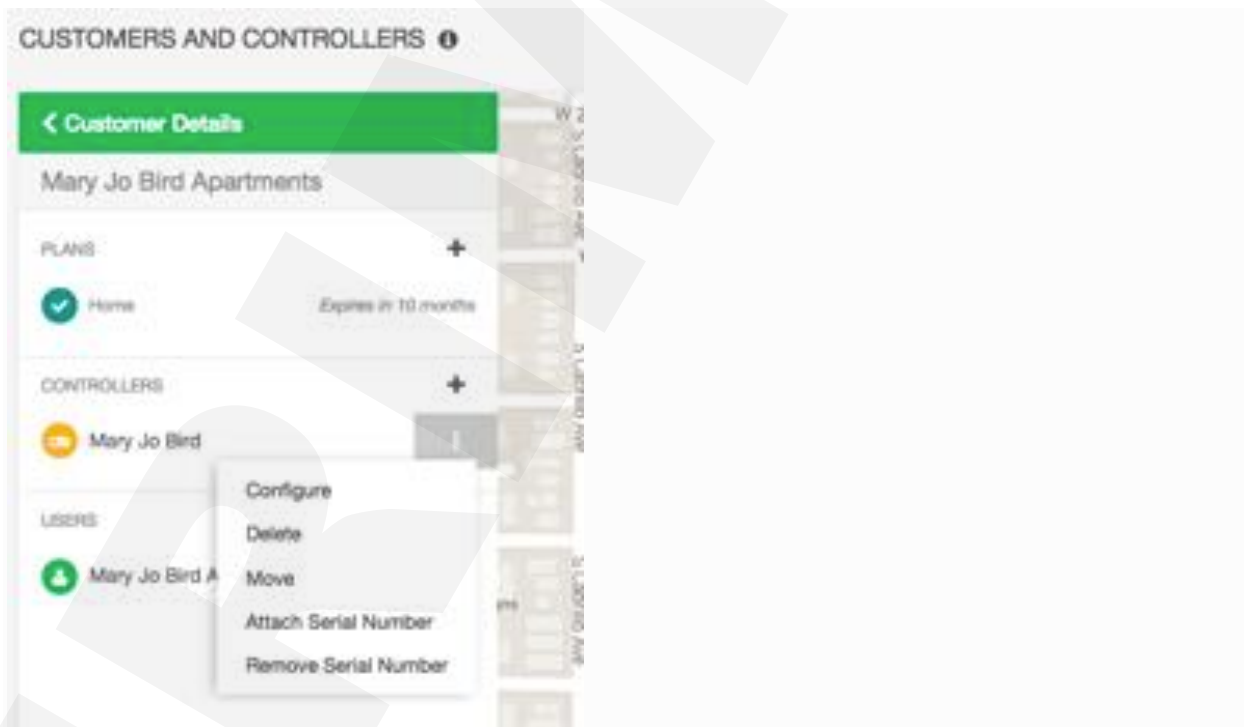 CUSTOMERS AND CONTROLLERS
Customer Details
Mary Jo Bird Apartments
PLANS
+
Home
Expires in 10 months
CONTROLLERS
+
Mary Jo Bird
Configure
USERS
Delete
Mary Jo Bird A
Move
Attach Serial Number
Remove Serial Number